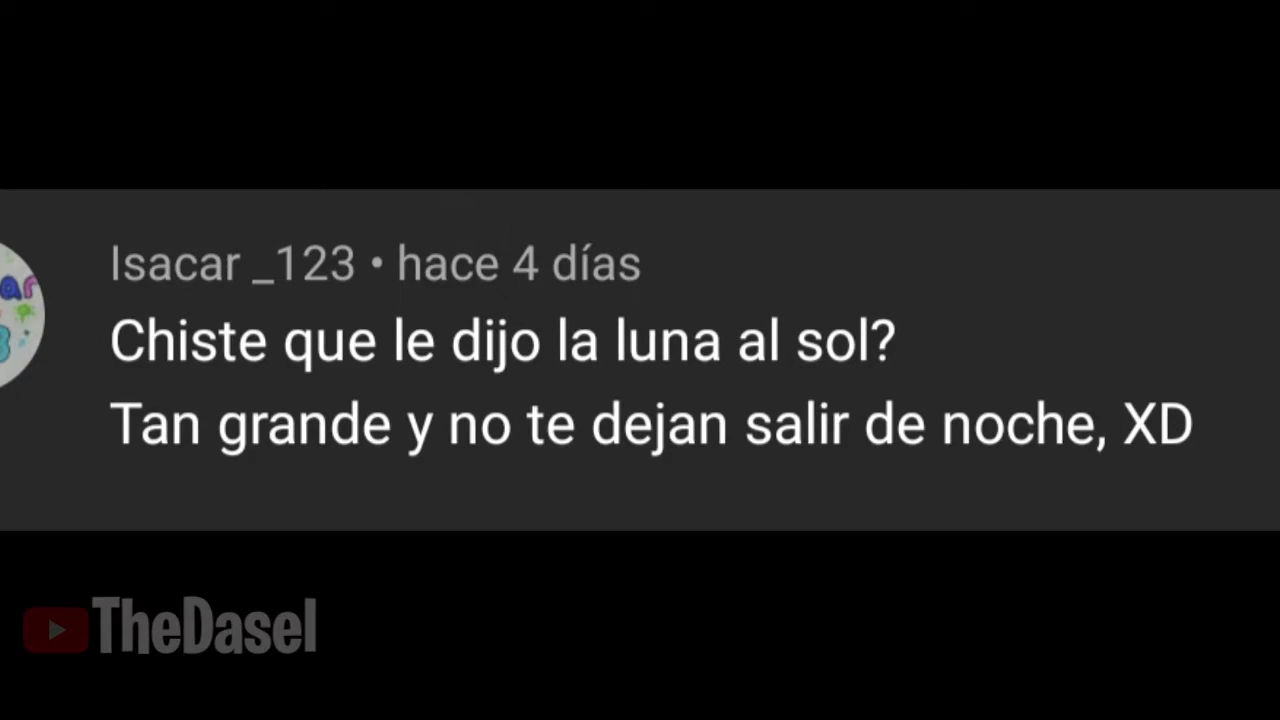 Isacar _123 • hace 4 días
Chiste que le dijo la luna al sol?
Tan grande y no te dejan salir de noche, XD
TheDasel